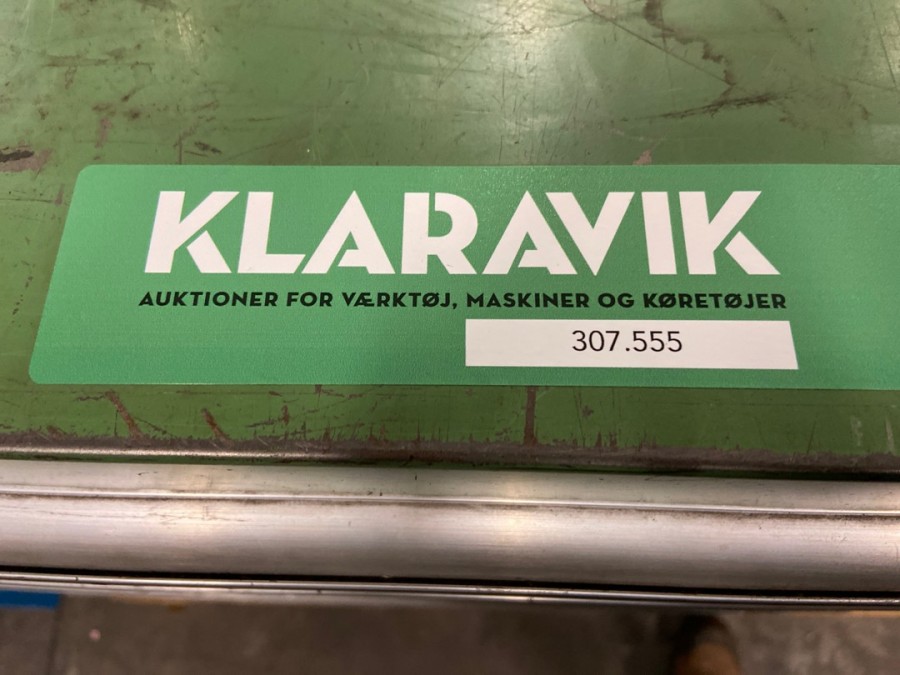 KLARAVIK
AUKTIONER FOR VÆRKTØJ, MASKINER OG KØRETØJER
307.555